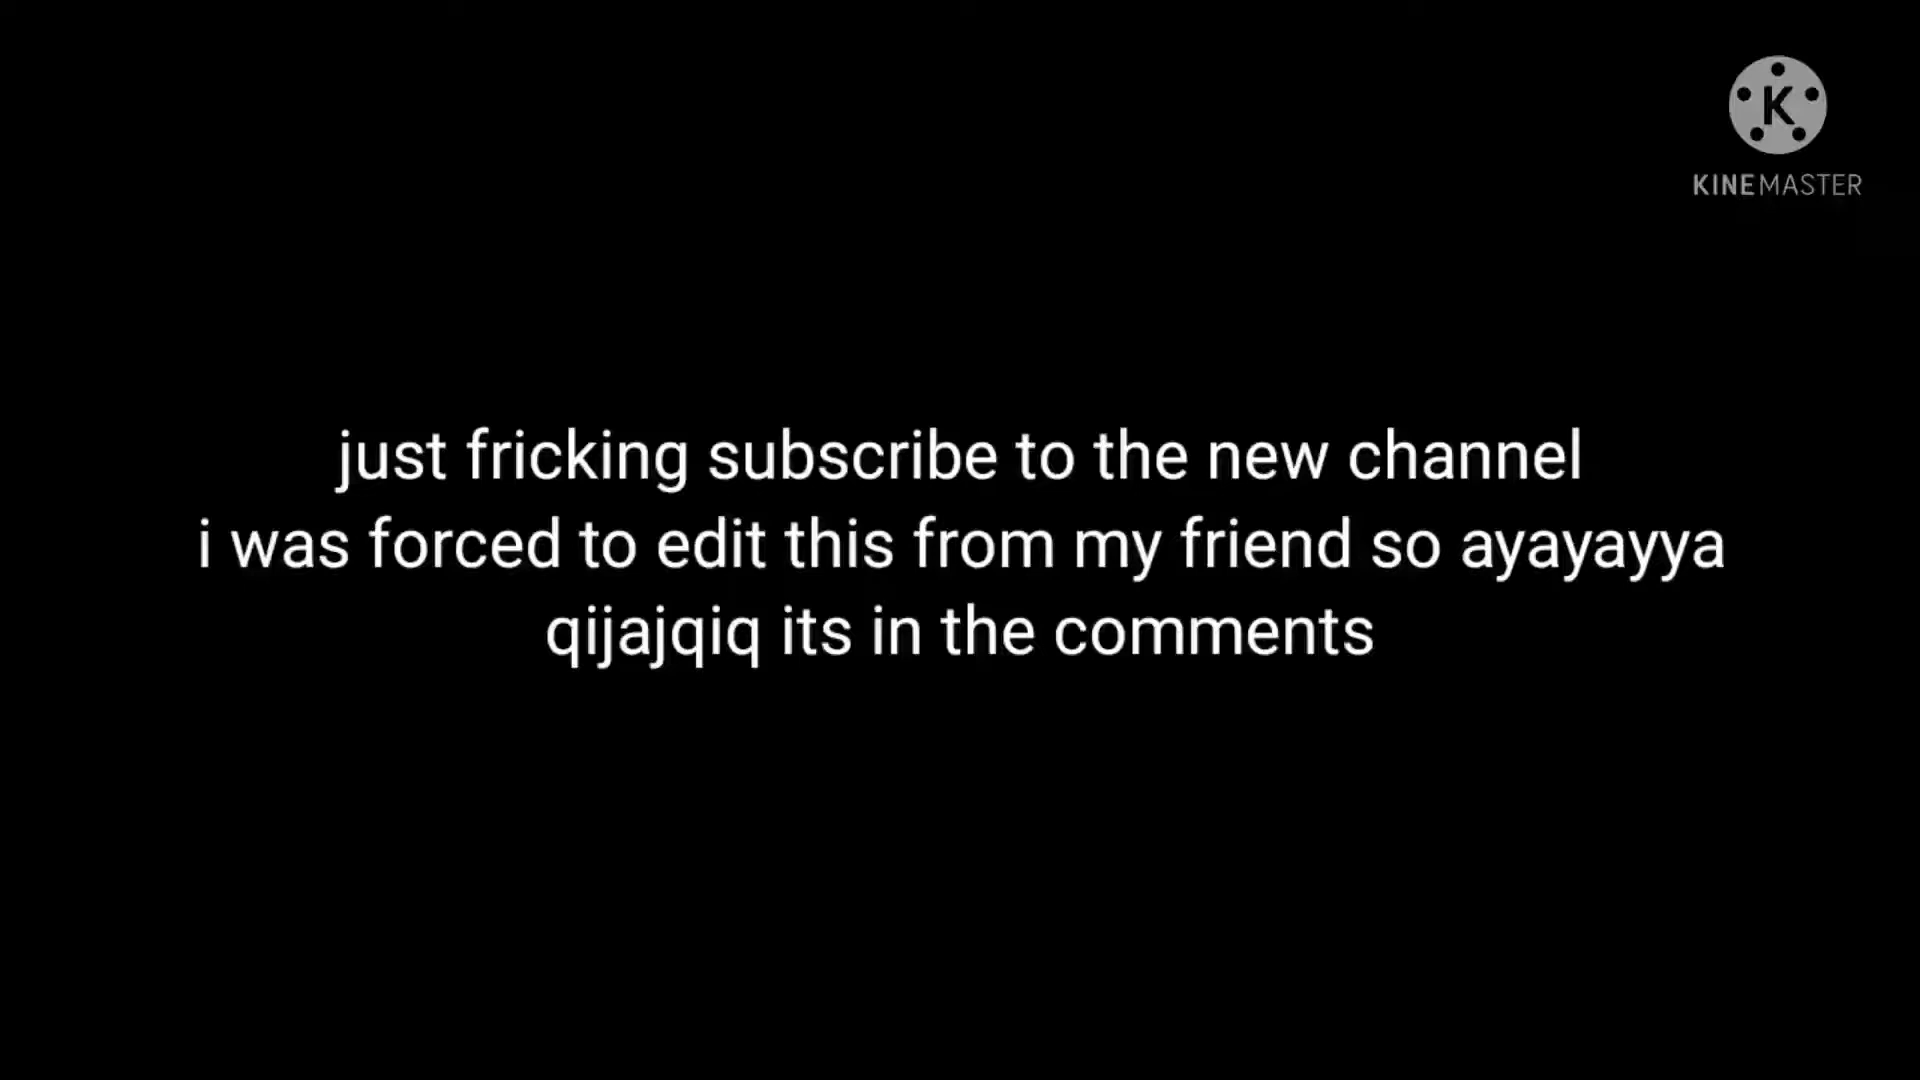 K
KINEMASTER
just fricking subscribe to the new channel
i was forced to edit this from my friend so ayayayya
qijajqiq its in the comments